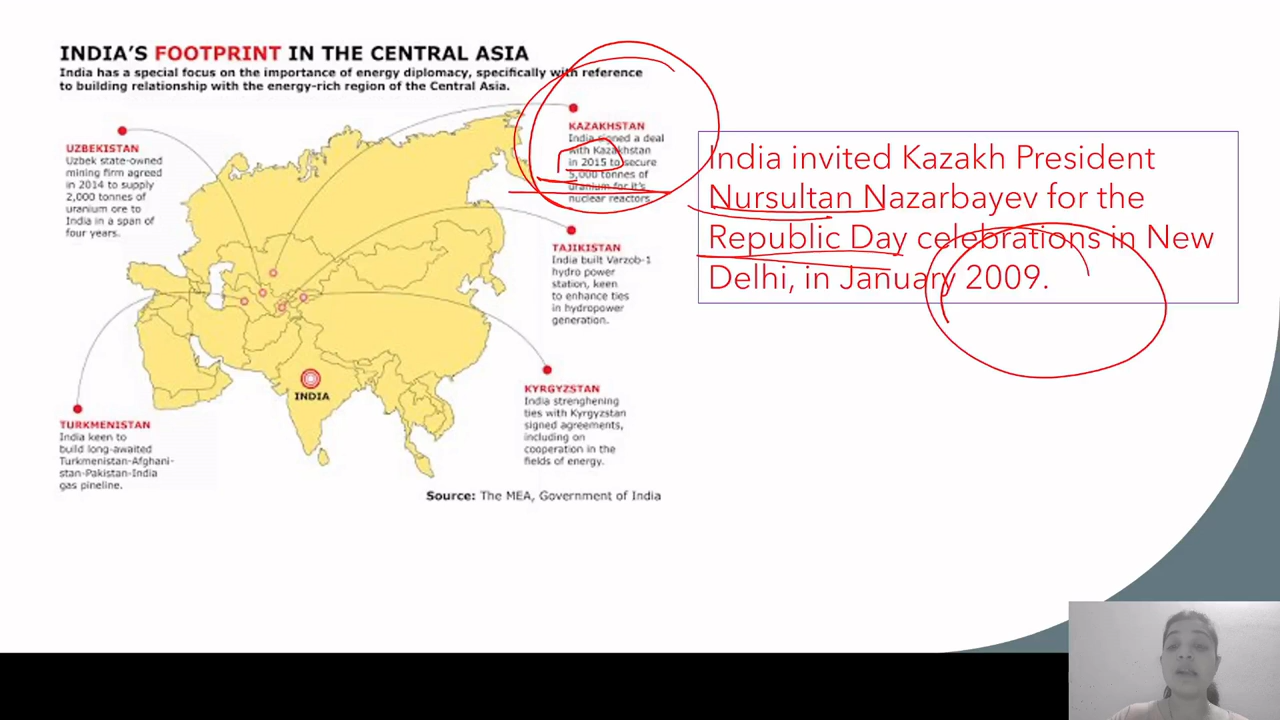 INDIA'S FOOTPRINT IN THE CENTRAL ASIA
India has a special focus on the importance of energy diplomacy, specifically with reference
to building relationship with the energy-rich region of the Central Asia.
UZBEKISTAN
Uzbek state-owned
mining firm agreed
in 2014 to supply
2,000 tonnes of
uranium ore to
India in a span of
four years.
KAZAKHSTAN
India signed a deal
with Kazakhstan
in 2015 to secure
5,000 tonnes of
uranium for it's
nuclear reactors.
TAJIKISTAN
India built Varzob-1
hydro power
station, keen
to enhance ties
in hydropower
generation.
KYRGYZSTAN
India strenghening
ties with Kyrgyzstan
signed agreements,
including on
cooperation in the
fields of energy.
TURKMENISTAN
India keen to
build long-awaited
Turkmenistan-Afghani-
stan-Pakistan-India
gas pineline.
INDIA
Source: The MEA, Government of India
India invited Kazakh President
Nursultan Nazarbayev for the
Republic Day celebrations in New
Delhi, in January 2009.